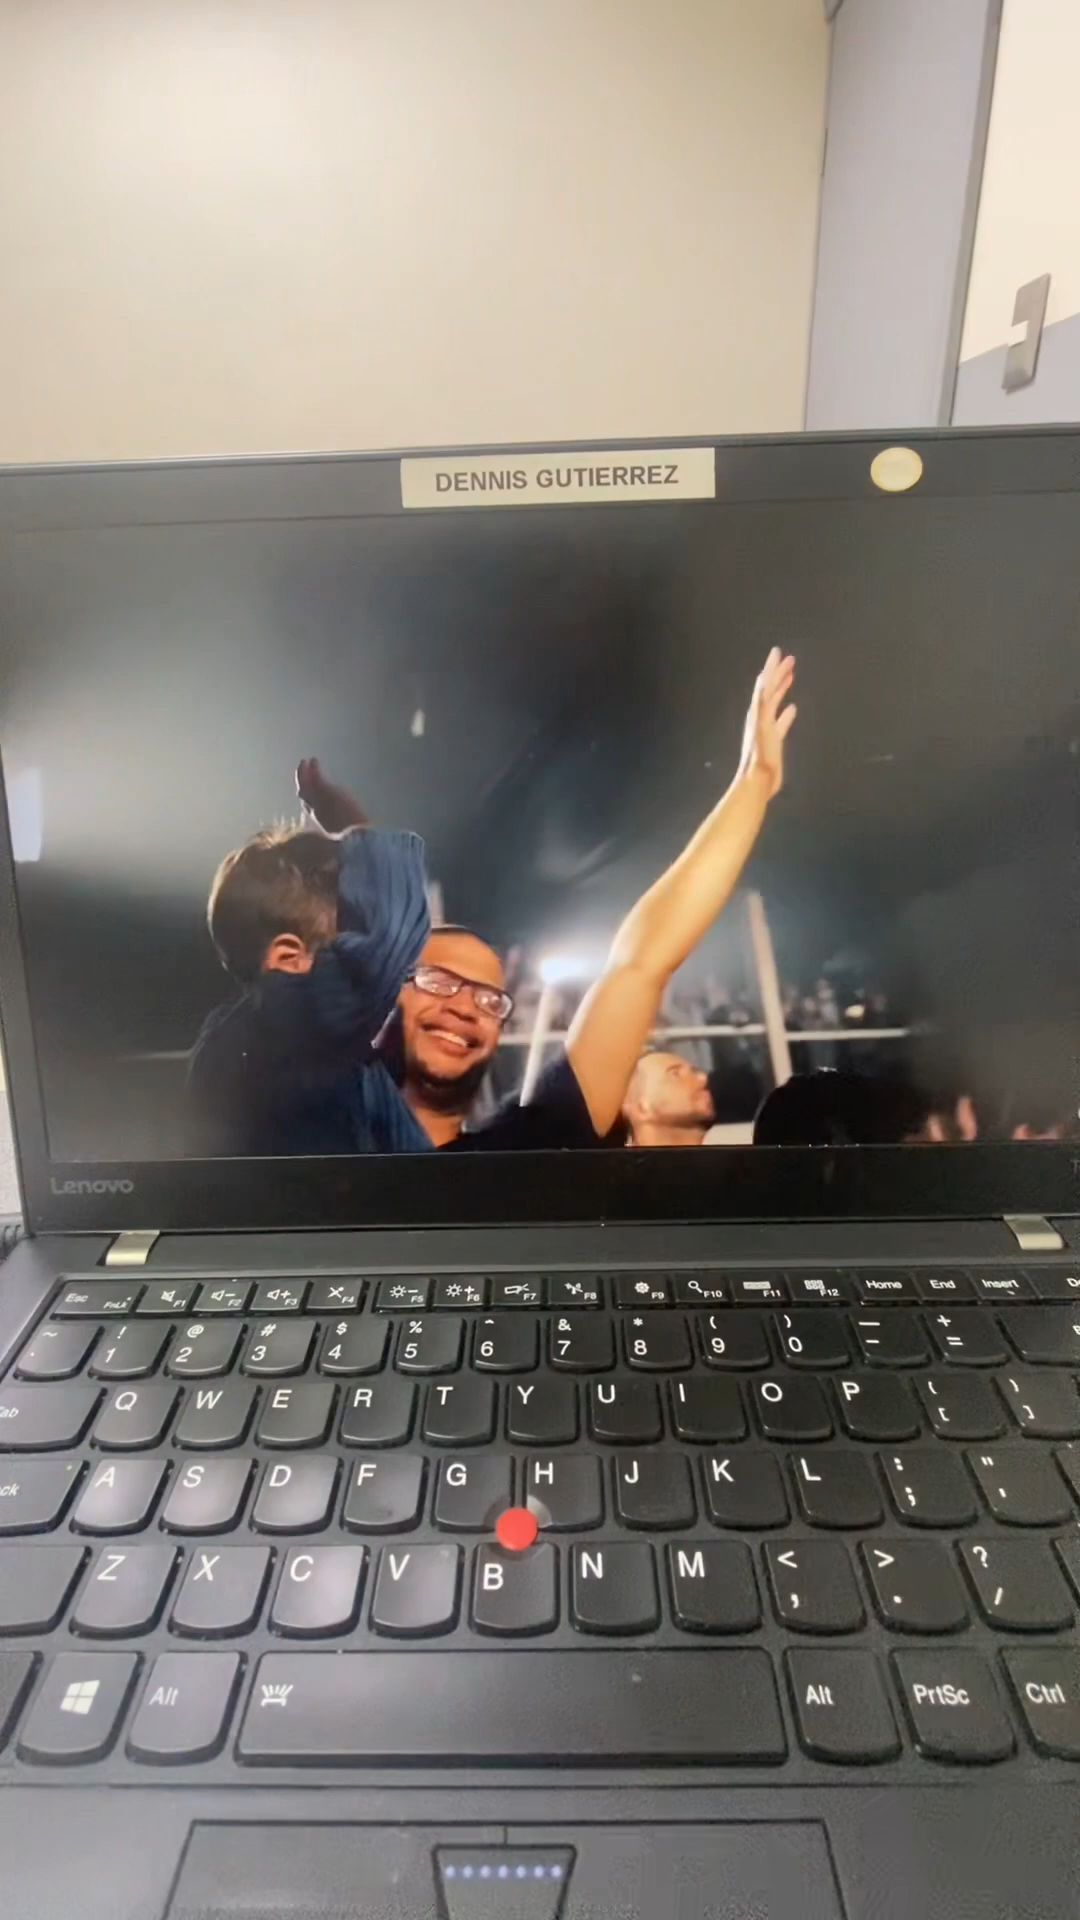 DENNIS GUTIERREZ
Lenovo
Esc FnLk F1 F2 F3 F4 F5 F6 F7 F8 F9 F10 F11 F12 Home End Insert
~ ! @ # $ % ^ & * ( ) — +
1 2 3 4 5 6 7 8 9 0 - =
Q W E R T Y U I O P { [ } ]
A S D F G H J K L : ; " '
Z X C V B N M < , > . ? /
Alt Alt PrtSc Ctrl